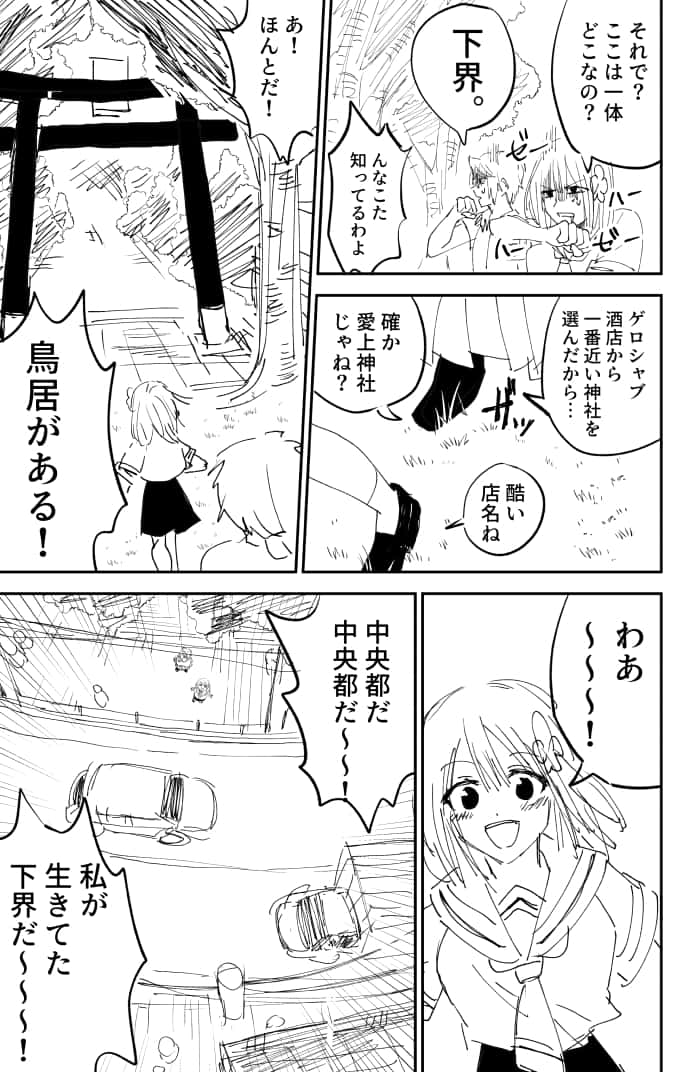 それで？
ここは一体
どこなの？
下界。
んなこた
知ってるわよ
ゼー
ハー
ゼー
あ！
ほんとだ！
鳥居がある！
ゲロシャブ
酒店から
一番近い神社を
選んだから…
確か
愛上神社
じゃね？
ザッ
酷い
店名ね
わあ
〜〜〜！
中央都だ
中央都だ〜〜！
私が
生きてた
下界だ〜〜〜！